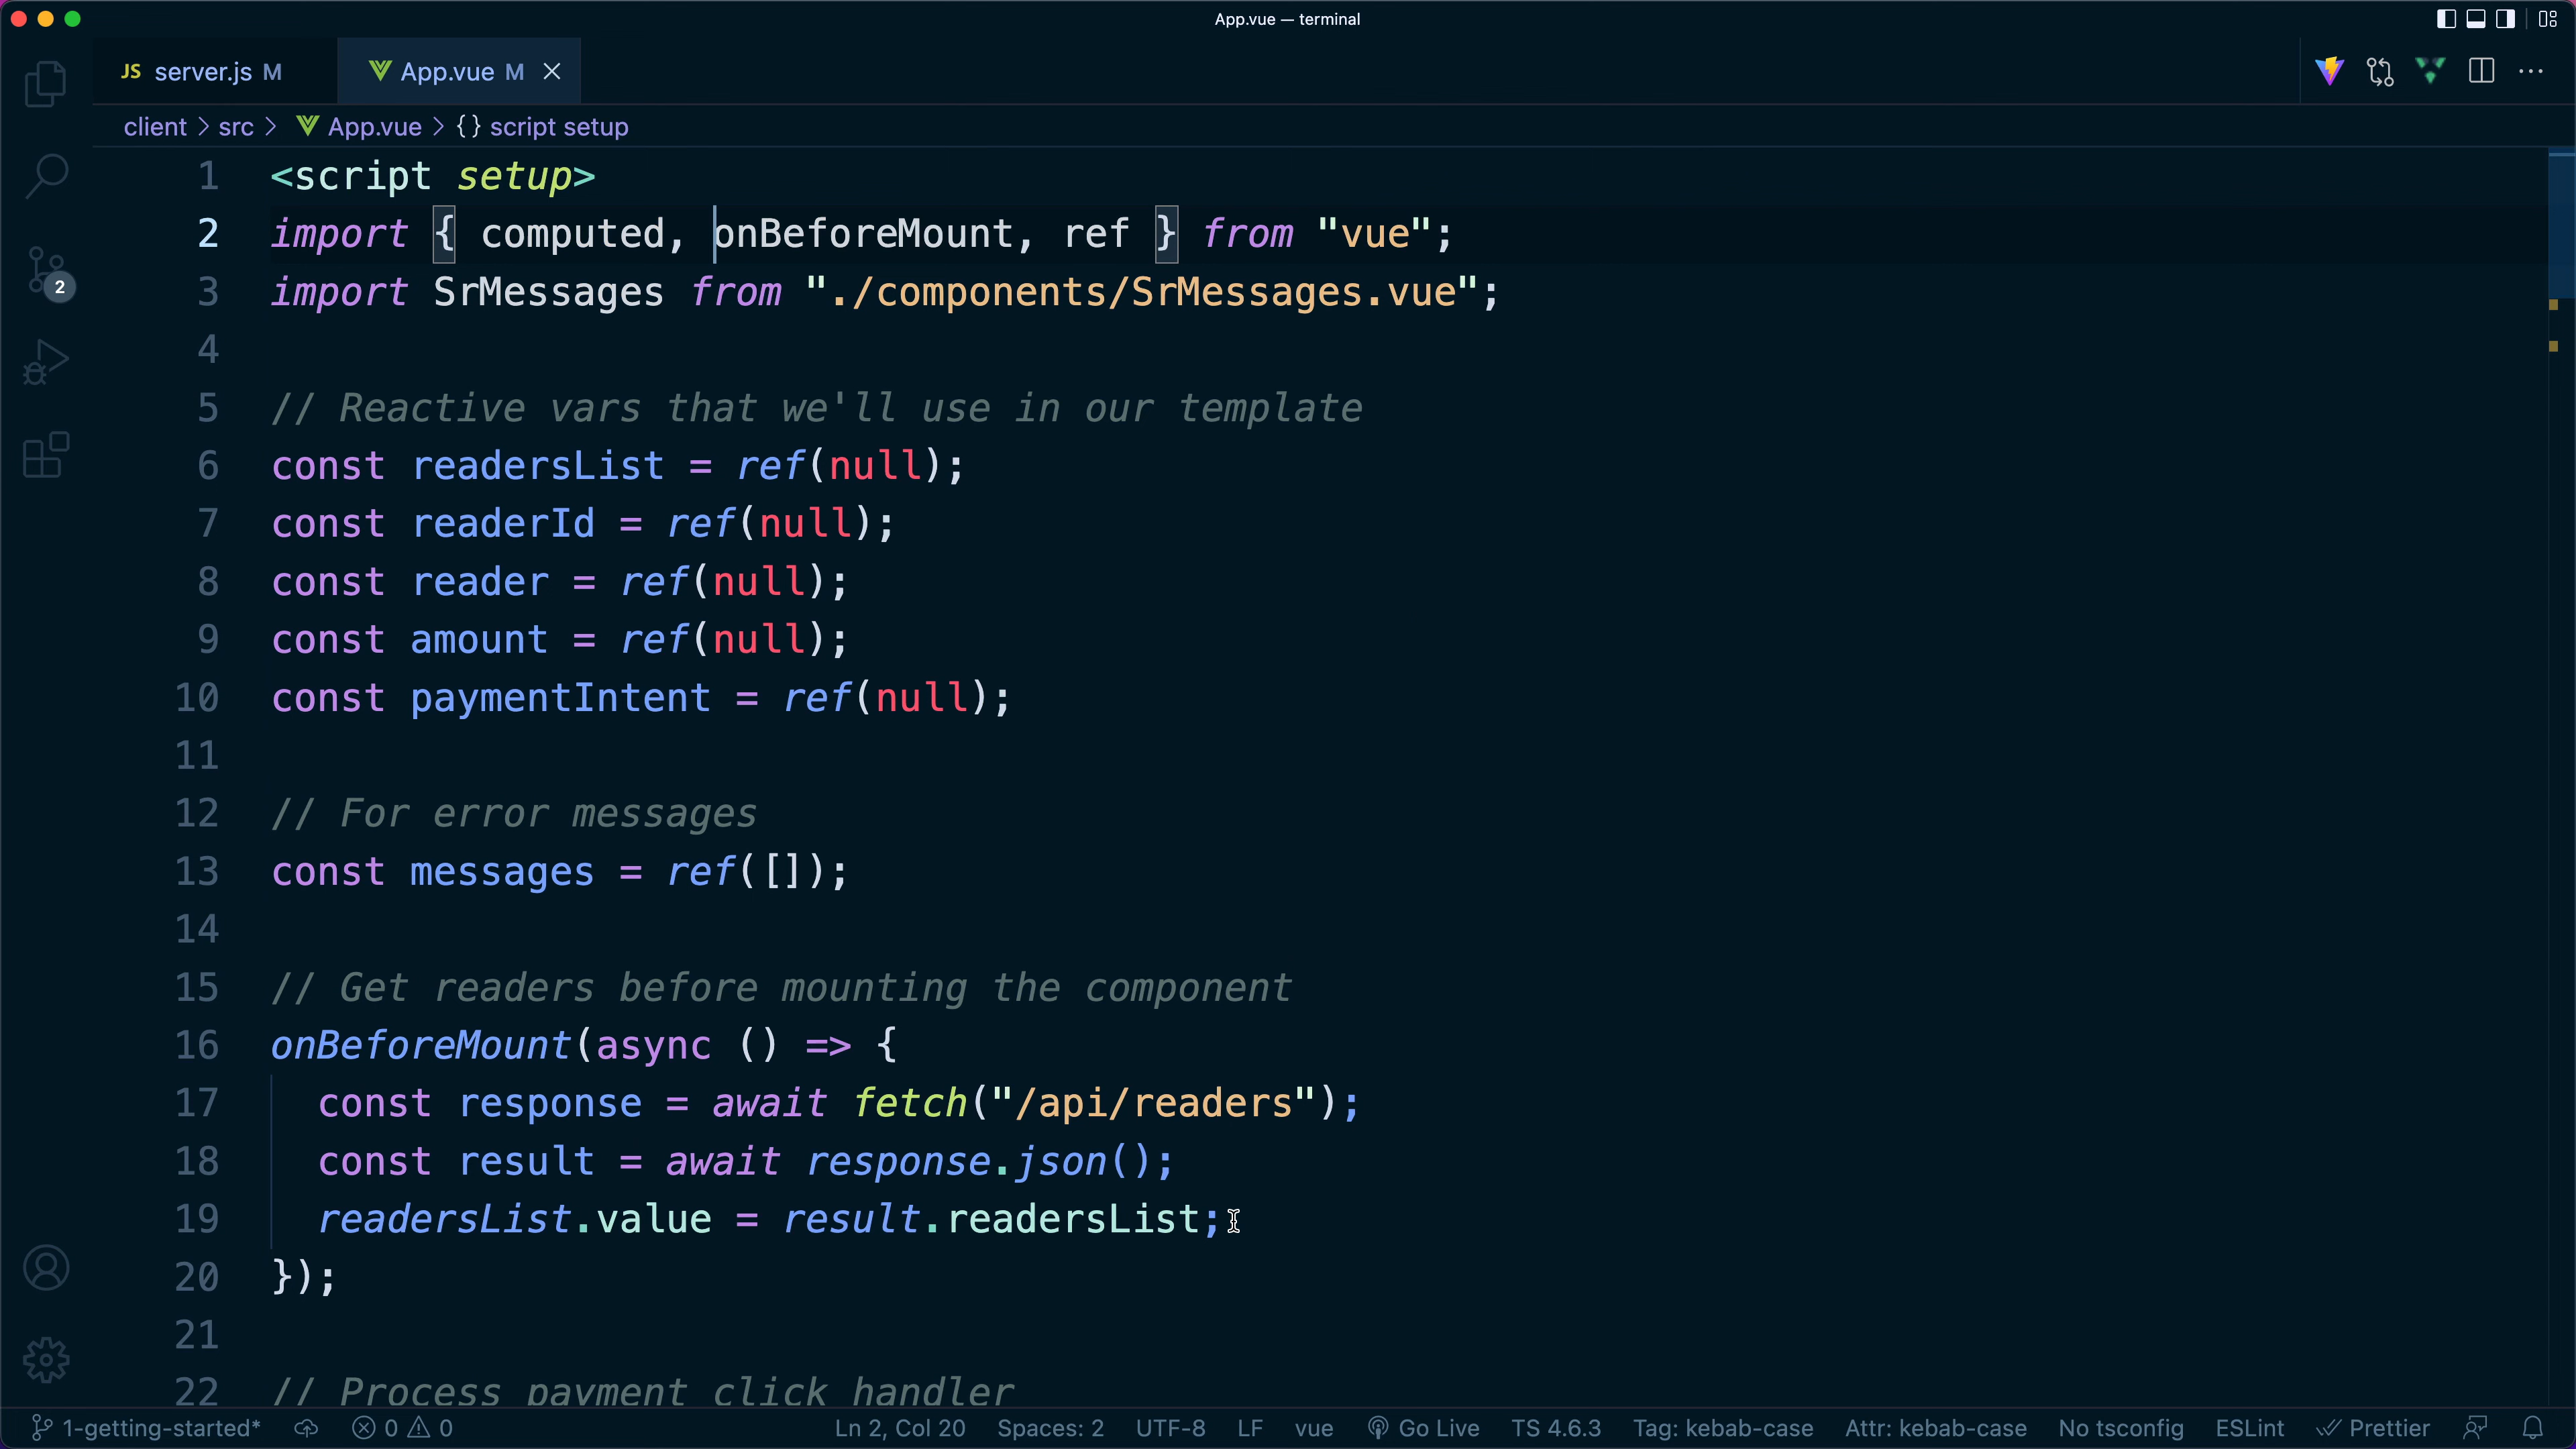 App.vue — terminal
JS server.js M
App.vue M
client > src > App.vue > {} script setup
1 <script setup>
2 import { computed, onBeforeMount, ref } from "vue";
3 import SrMessages from "./components/SrMessages.vue";
4
5 // Reactive vars that we'll use in our template
6 const readersList = ref(null);
7 const readerId = ref(null);
8 const reader = ref(null);
9 const amount = ref(null);
10 const paymentIntent = ref(null);
11
12 // For error messages
13 const messages = ref([]);
14
15 // Get readers before mounting the component
16 onBeforeMount(async () => {
17 const response = await fetch("/api/readers");
18 const result = await response.json();
19 readersList.value = result.readersList;
20 });
21
22 // Process payment click handler
2
1-getting-started* 0 0 Ln 2, Col 20 Spaces: 2 UTF-8 LF vue Go Live TS 4.6.3 Tag: kebab-case Attr: kebab-case No tsconfig ESLint Prettier